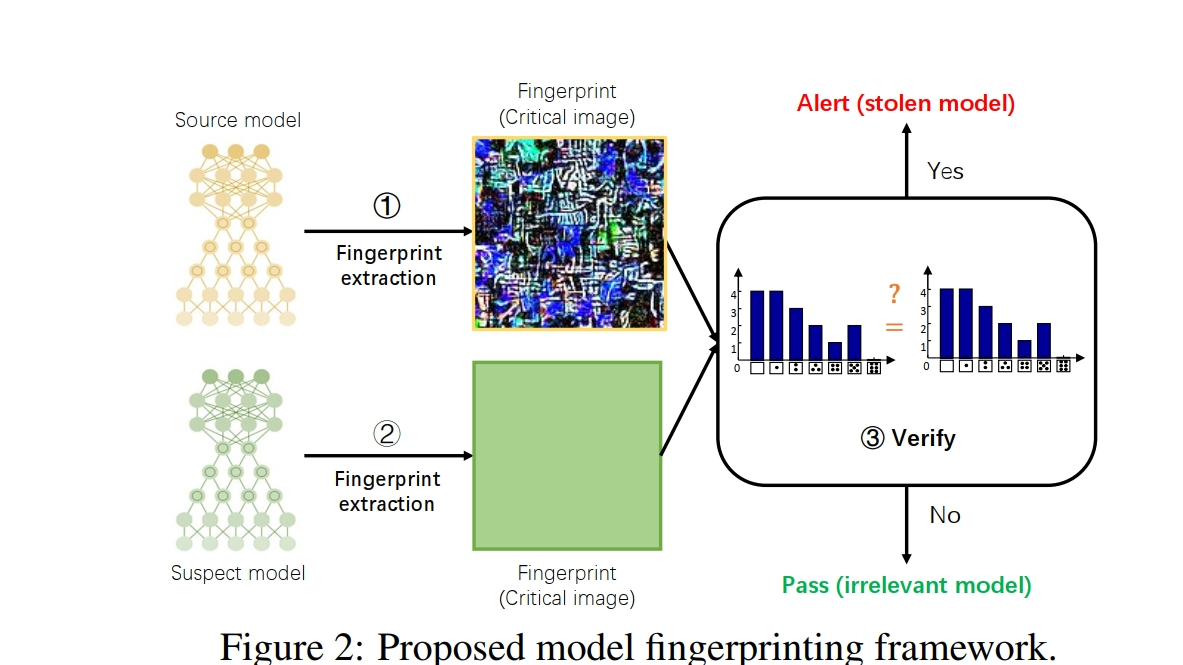 Source model
①
Fingerprint
extraction
Fingerprint
(Critical image)
Suspect model
②
Fingerprint
extraction
Fingerprint
(Critical image)
Alert (stolen model)
Yes
4
3
2
1
0
?
=
4
3
2
1
0
③ Verify
No
Pass (irrelevant model)
Figure 2: Proposed model fingerprinting framework.